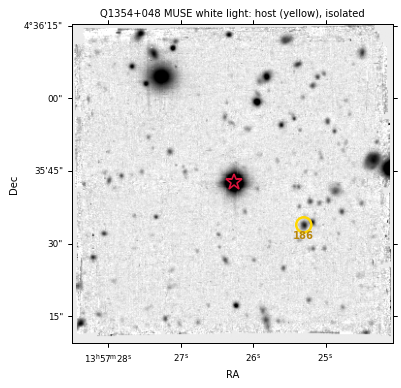 Q1354+048 MUSE white light: host (yellow), isolated
4°36'15"
00"
35'45"
30"
15"
Dec
186
13ʰ57ᵐ28ˢ
27ˢ
26ˢ
25ˢ
RA